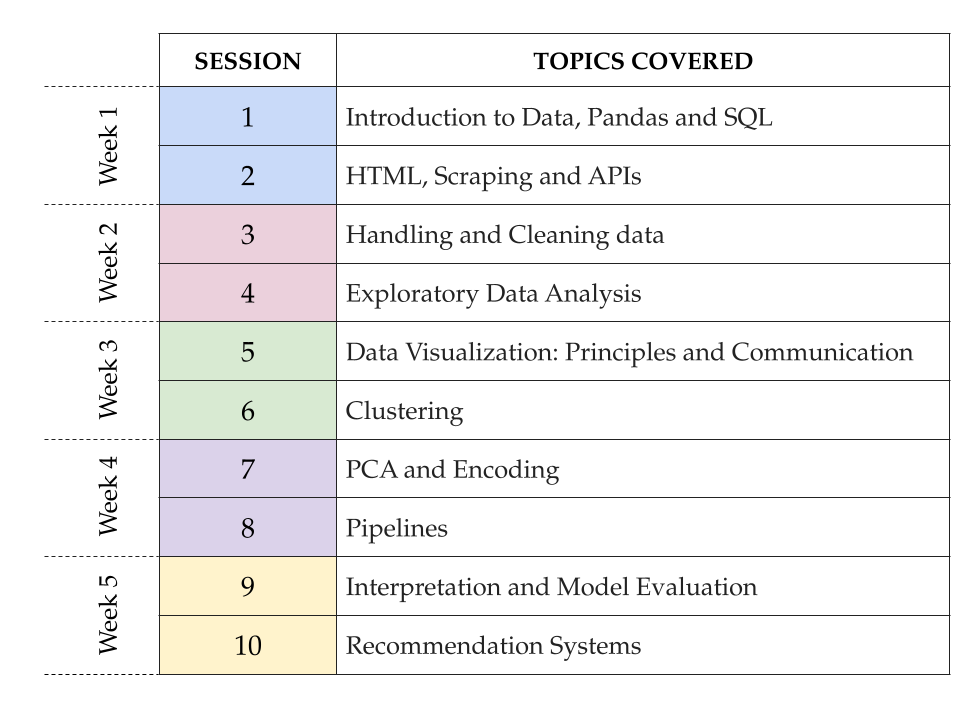 SESSION TOPICS COVERED
Week 1
1 Introduction to Data, Pandas and SQL
2 HTML, Scraping and APIs
Week 2
3 Handling and Cleaning data
4 Exploratory Data Analysis
Week 3
5 Data Visualization: Principles and Communication
6 Clustering
Week 4
7 PCA and Encoding
8 Pipelines
Week 5
9 Interpretation and Model Evaluation
10 Recommendation Systems